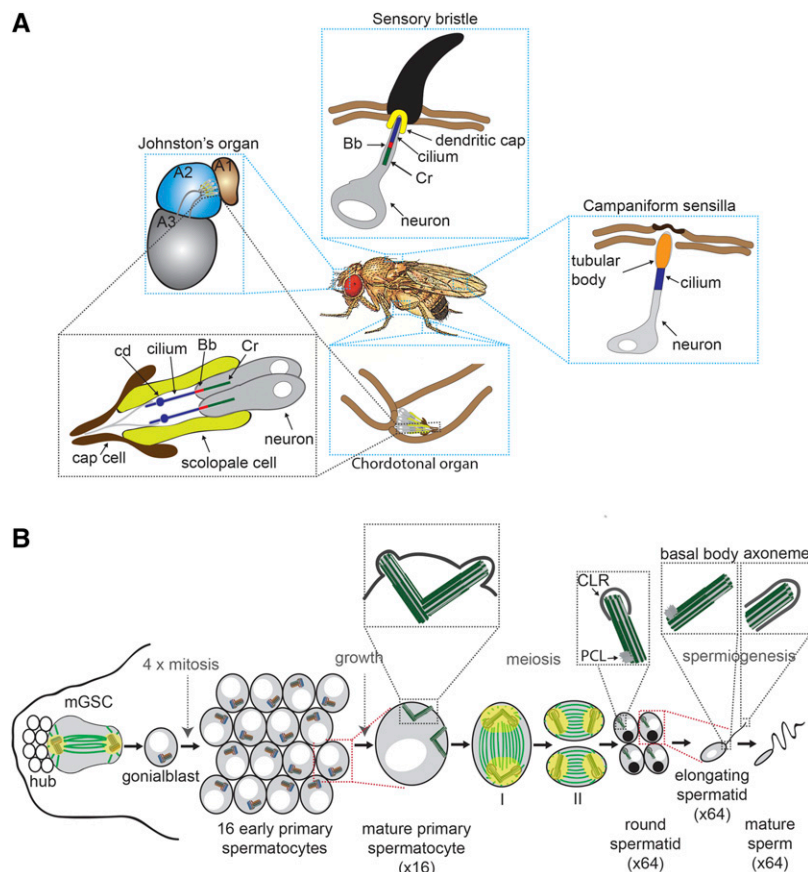 A
Sensory bristle
Johnston's organ
A1
A2
A3
dendritic cap
Bb
cilium
Cr
neuron
Campaniform sensilla
tubular
body
cilium
neuron
cd
cilium
Bb
Cr
cap cell
scolopale cell
neuron
Chordotonal organ
B
basal body
axoneme
CLR
PCL
4 x mitosis
growth
meiosis
spermiogenesis
mGSC
hub
gonialblast
I
II
16 early primary
spermatocytes
mature primary
spermatocyte
(x16)
round
spermatid
(x64)
elongating
spermatid
(x64)
mature
sperm
(x64)